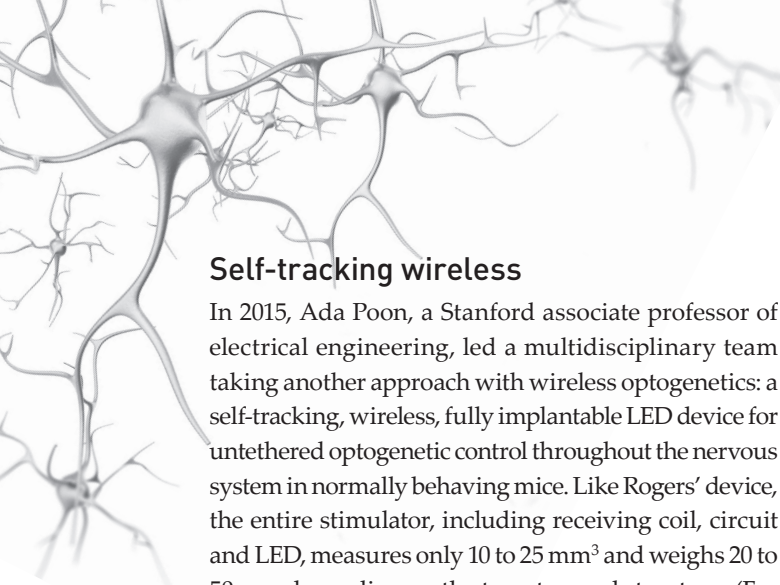 Self-tracking wireless
In 2015, Ada Poon, a Stanford associate professor of
electrical engineering, led a multidisciplinary team
taking another approach with wireless optogenetics: a
self-tracking, wireless, fully implantable LED device for
untethered optogenetic control throughout the nervous
system in normally behaving mice. Like Rogers’ device,
the entire stimulator, including receiving coil, circuit
and LED, measures only 10 to 25 mm³ and weighs 20 to